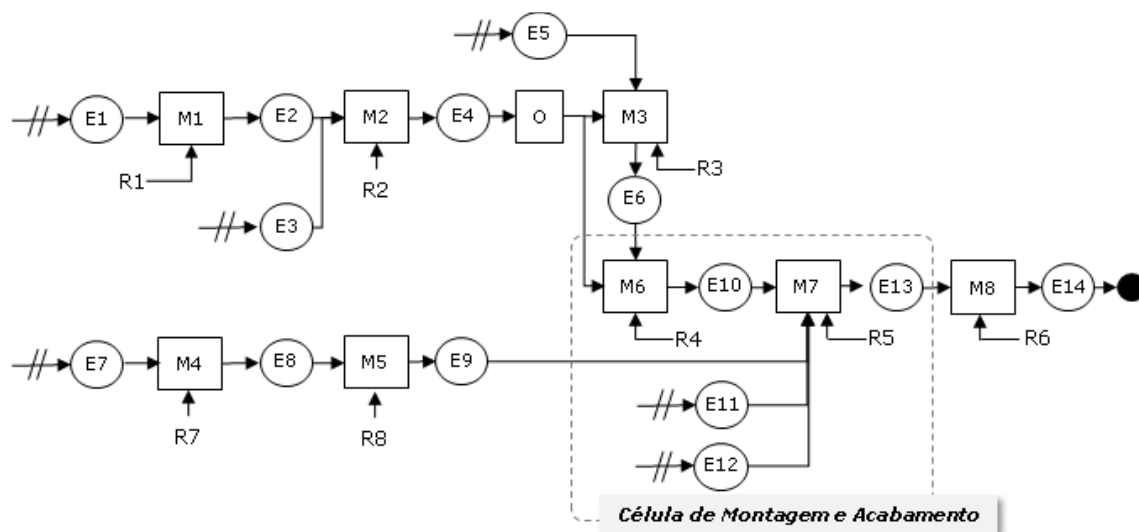 E5
E1
M1
E2
M2
E4
O
M3
R1
R2
R3
E3
E6
M6
E10
M7
E13
M8
E14
R4
R5
R6
E7
M4
E8
M5
E9
R7
R8
E11
E12
Célula de Montagem e Acabamento